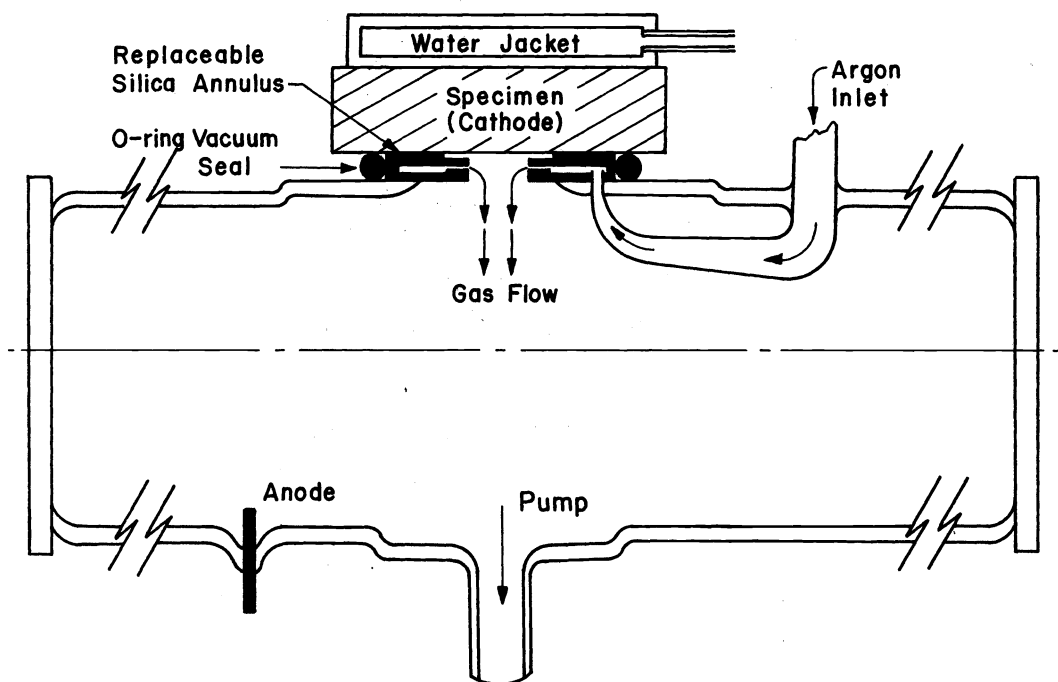 Water Jacket
Replaceable
Silica Annulus
Specimen
(Cathode)
Argon
Inlet
O-ring Vacuum
Seal
Gas Flow
Anode
Pump